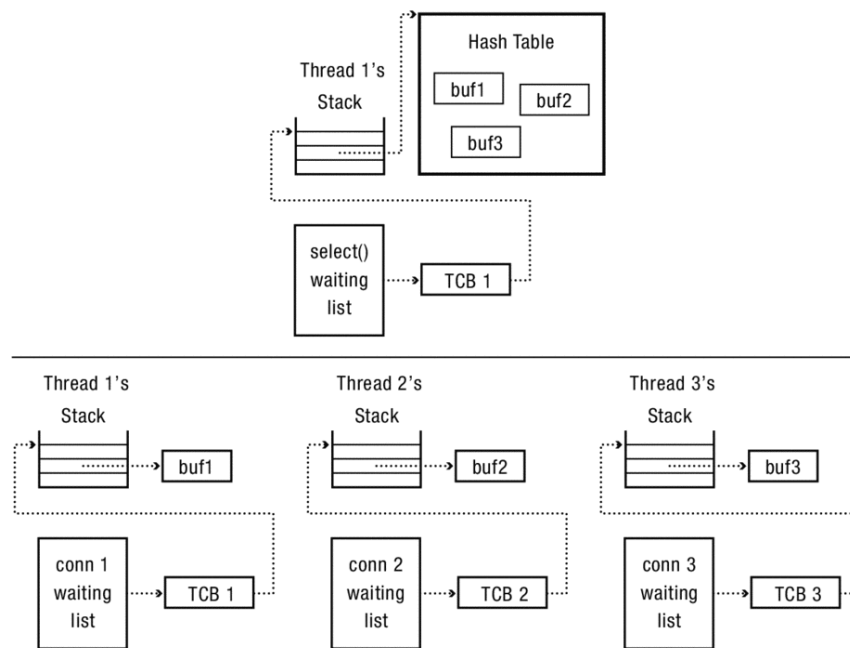 Hash Table
Thread 1's
Stack
buf1
buf2
buf3
select()
waiting
list
TCB 1
Thread 1's
Stack
buf1
conn 1
waiting
list
TCB 1
Thread 2's
Stack
buf2
conn 2
waiting
list
TCB 2
Thread 3's
Stack
buf3
conn 3
waiting
list
TCB 3